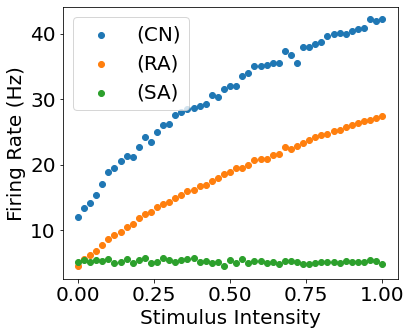 (CN)
(RA)
(SA)
Firing Rate (Hz)
40
30
20
10
0.00 0.25 0.50 0.75 1.00
Stimulus Intensity